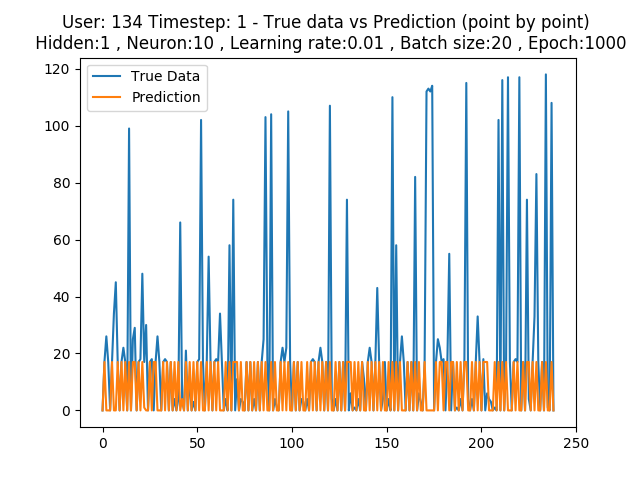 User: 134 Timestep: 1 - True data vs Prediction (point by point)
Hidden:1 , Neuron:10 , Learning rate:0.01 , Batch size:20 , Epoch:1000
True Data
Prediction
120
100
80
60
40
20
0
0 50 100 150 200 250